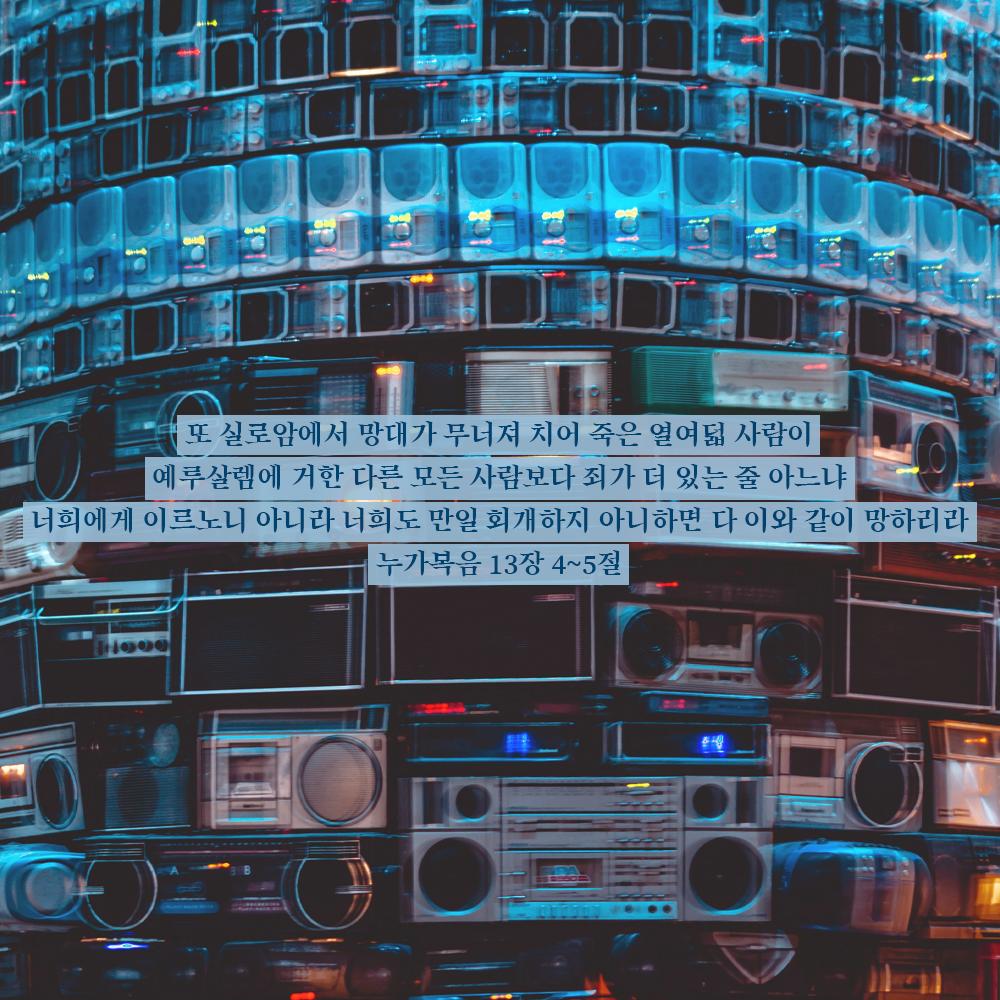 또 실로암에서 망대가 무너져 치어 죽은 열여덟 사람이
예루살렘에 거한 다른 모든 사람보다 죄가 더 있는 줄 아느냐
너희에게 이르노니 아니라 너희도 만일 회개하지 아니하면 다 이와 같이 망하리라
누가복음 13장 4~5절
A B